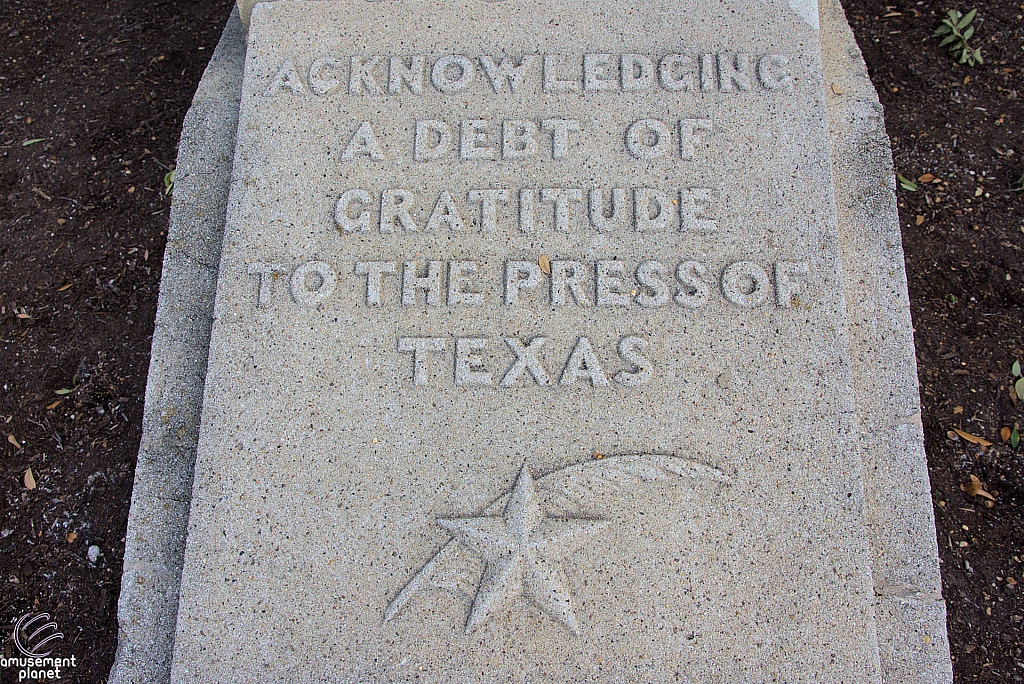 ACKNOWLEDGING
A DEBT OF
GRATITUDE
TO THE PRESS OF
TEXAS
amusement
planet